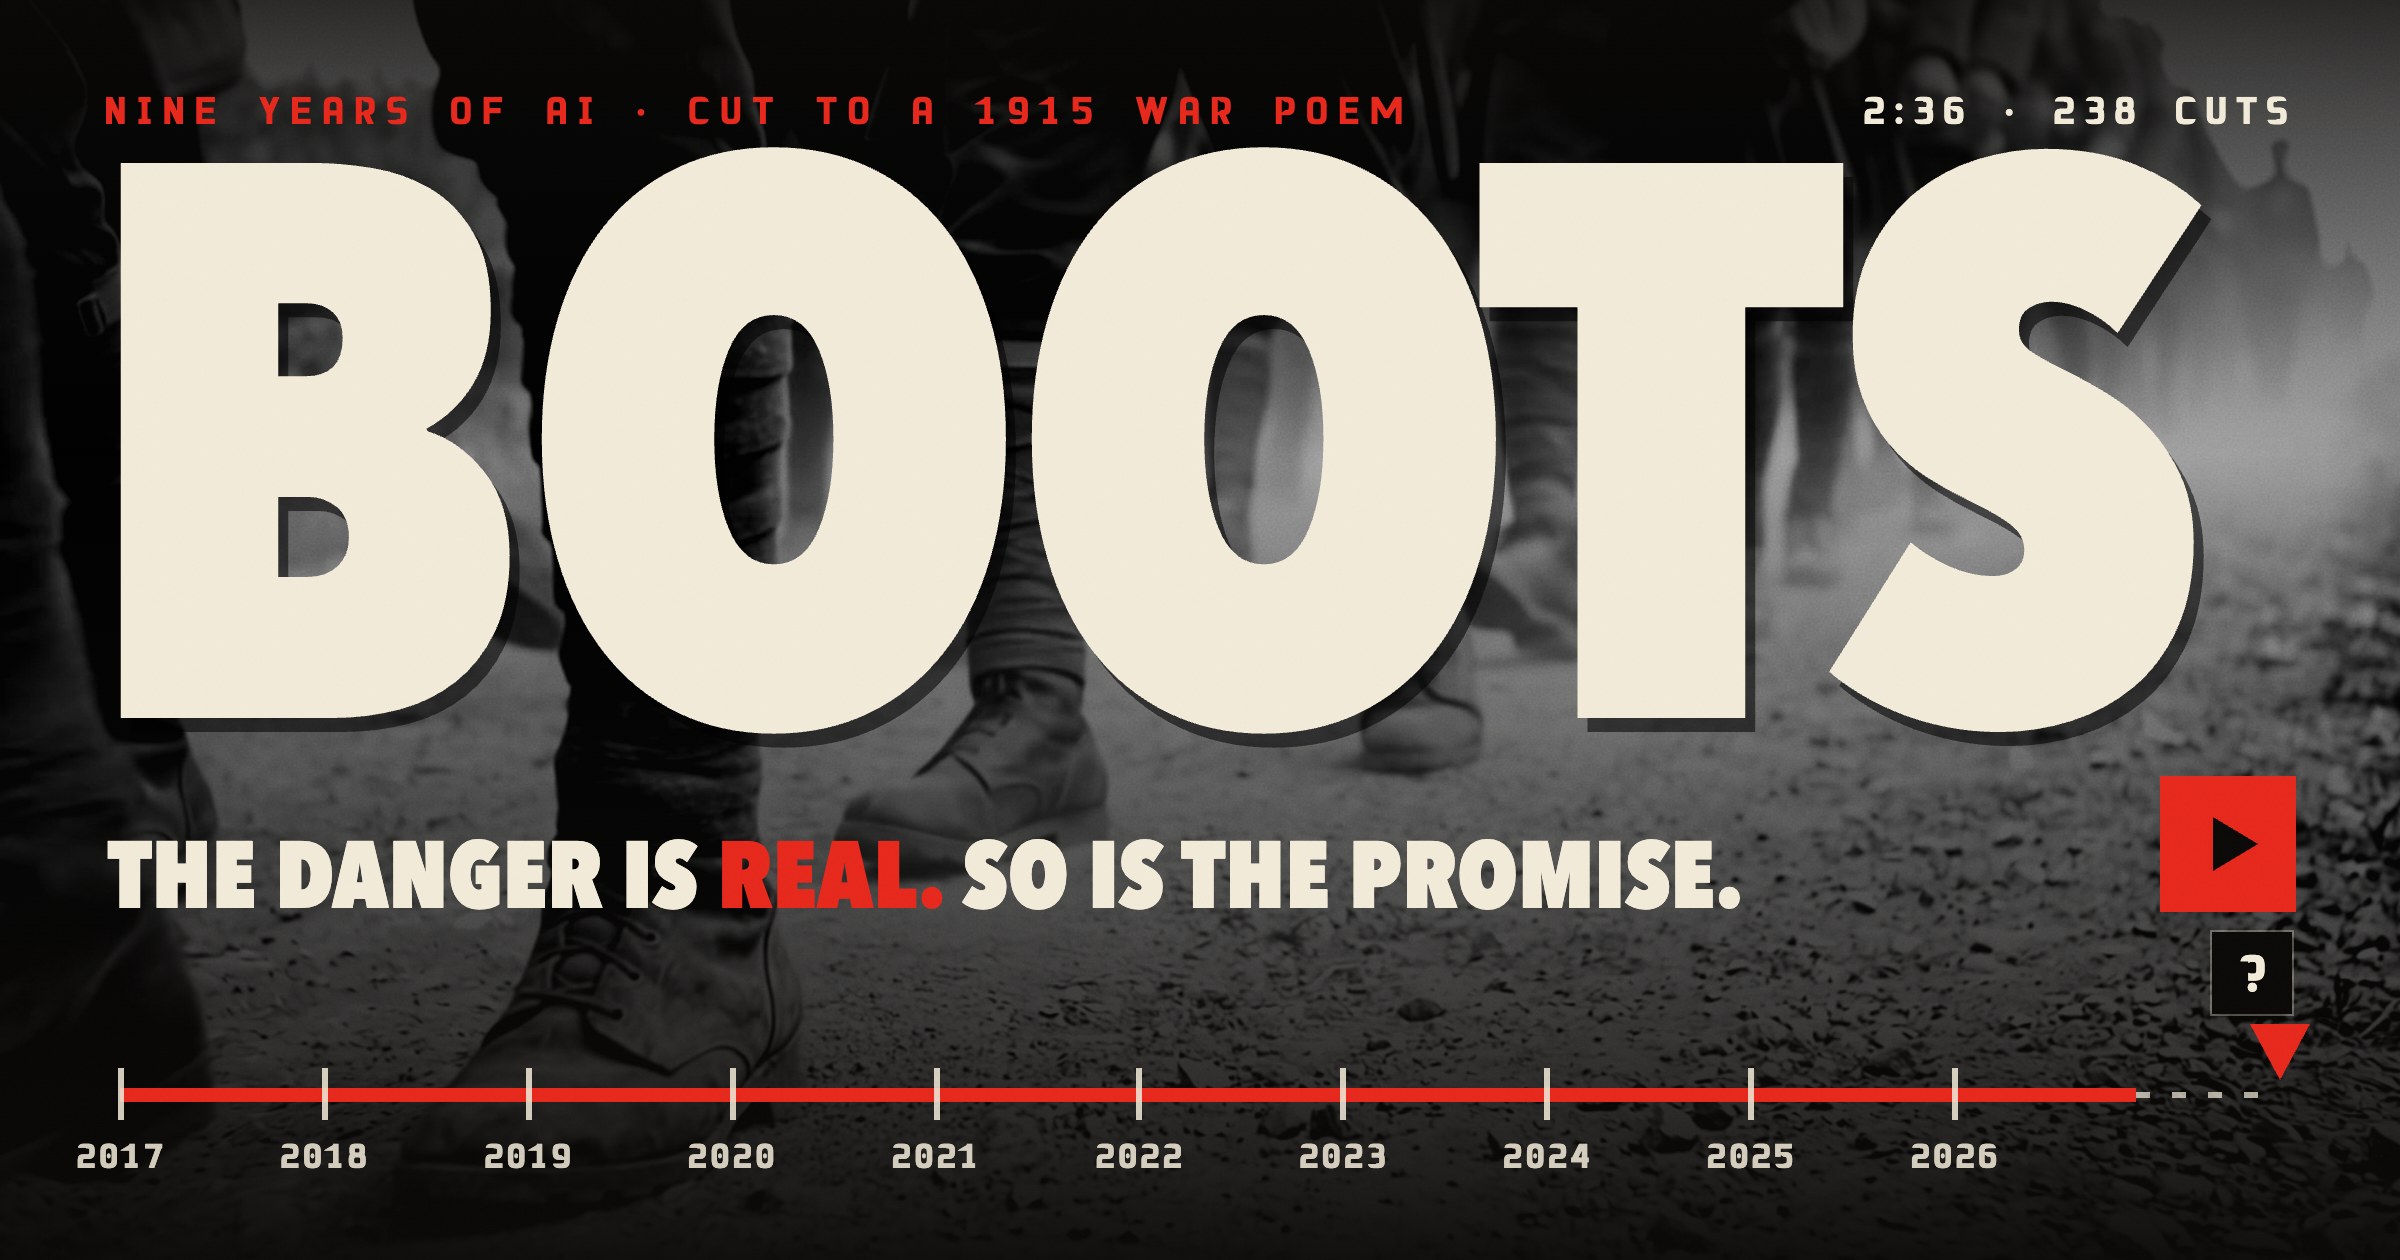 NINE YEARS OF AI · CUT TO A 1915 WAR POEM
2:36 · 238 CUTS
BOOTS
THE DANGER IS REAL. SO IS THE PROMISE.
?
2017 2018 2019 2020 2021 2022 2023 2024 2025 2026